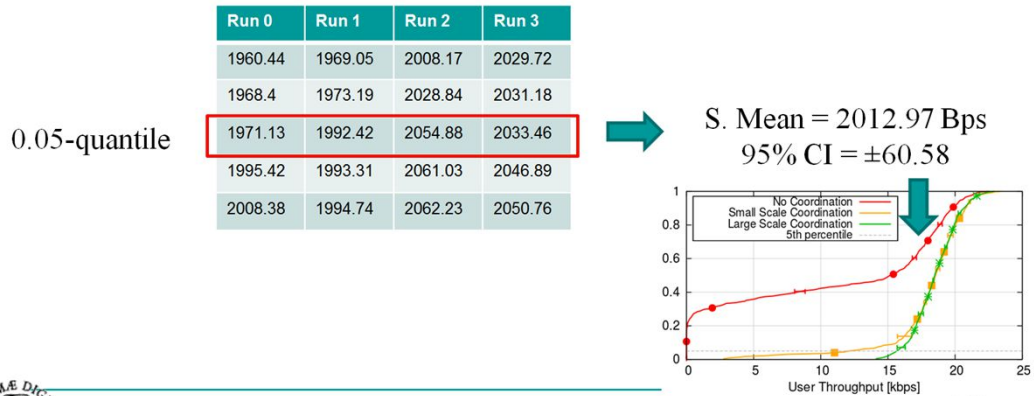 Run 0 Run 1 Run 2 Run 3
1960.44 1969.05 2008.17 2029.72
1968.4 1973.19 2028.84 2031.18
0.05-quantile 1971.13 1992.42 2054.88 2033.46
1995.42 1993.31 2061.03 2046.89
2008.38 1994.74 2062.23 2050.76
S. Mean = 2012.97 Bps
95% CI = ±60.58
1
No Coordination
Small Scale Coordination
0.8
Large Scale Coordination
5th percentile
0.6
0.4
0.2
0
0 5 10 15 20 25
User Throughput [kbps]